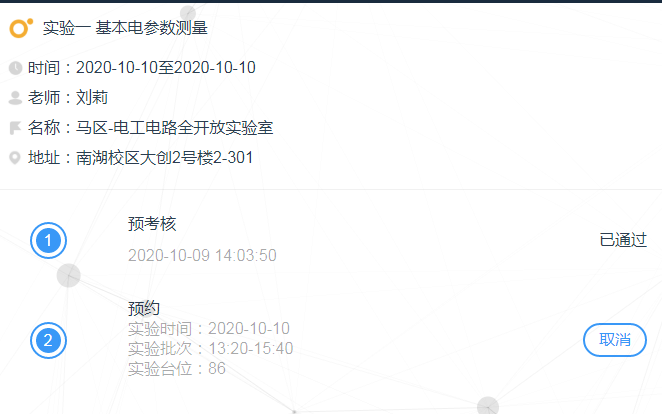 实验一 基本电参数测量
时间：2020-10-10至2020-10-10
老师：刘莉
名称：马区-电工电路全开放实验室
地址：南湖校区大创2号楼2-301
1
预考核
2020-10-09 14:03:50
已通过
2
预约
实验时间：2020-10-10
实验批次：13:20-15:40
实验台位：86
取消